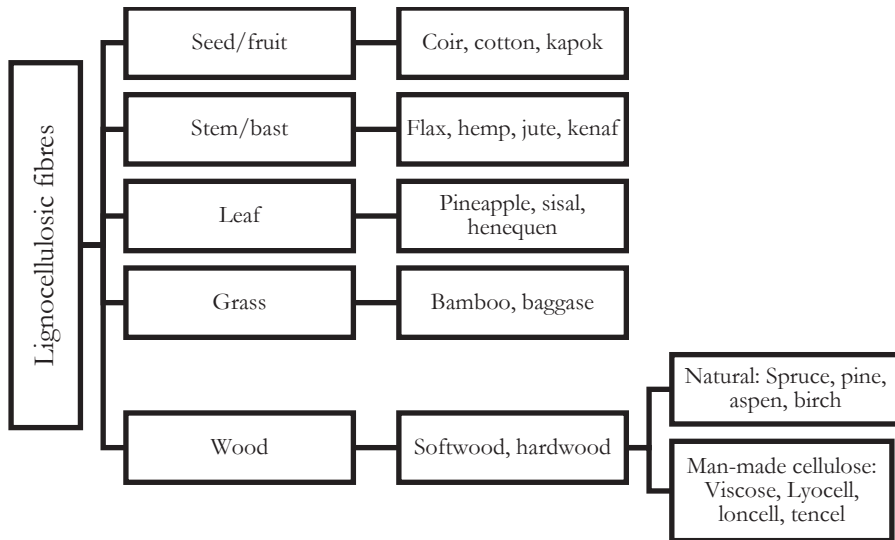 Lignocellulosic fibres
Seed/fruit
Coir, cotton, kapok
Stem/bast
Flax, hemp, jute, kenaf
Leaf
Pineapple, sisal,
henequen
Grass
Bamboo, baggase
Wood
Softwood, hardwood
Natural: Spruce, pine,
aspen, birch
Man-made cellulose:
Viscose, Lyocell,
loncell, tencel